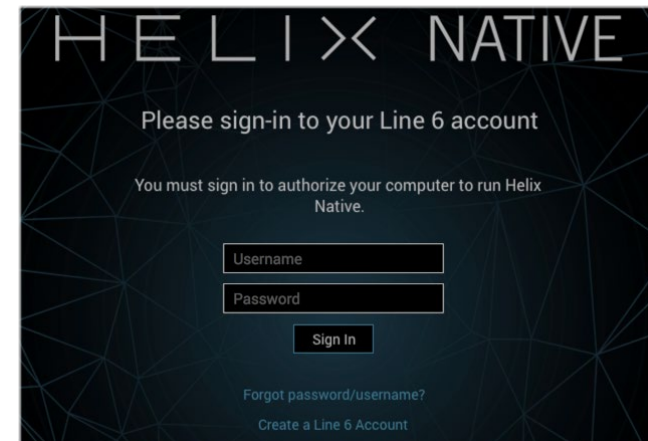 HELIX NATIVE
Please sign-in to your Line 6 account
You must sign in to authorize your computer to run Helix
Native.
Username
Password
Sign In
Forgot password/username?
Create a Line 6 Account